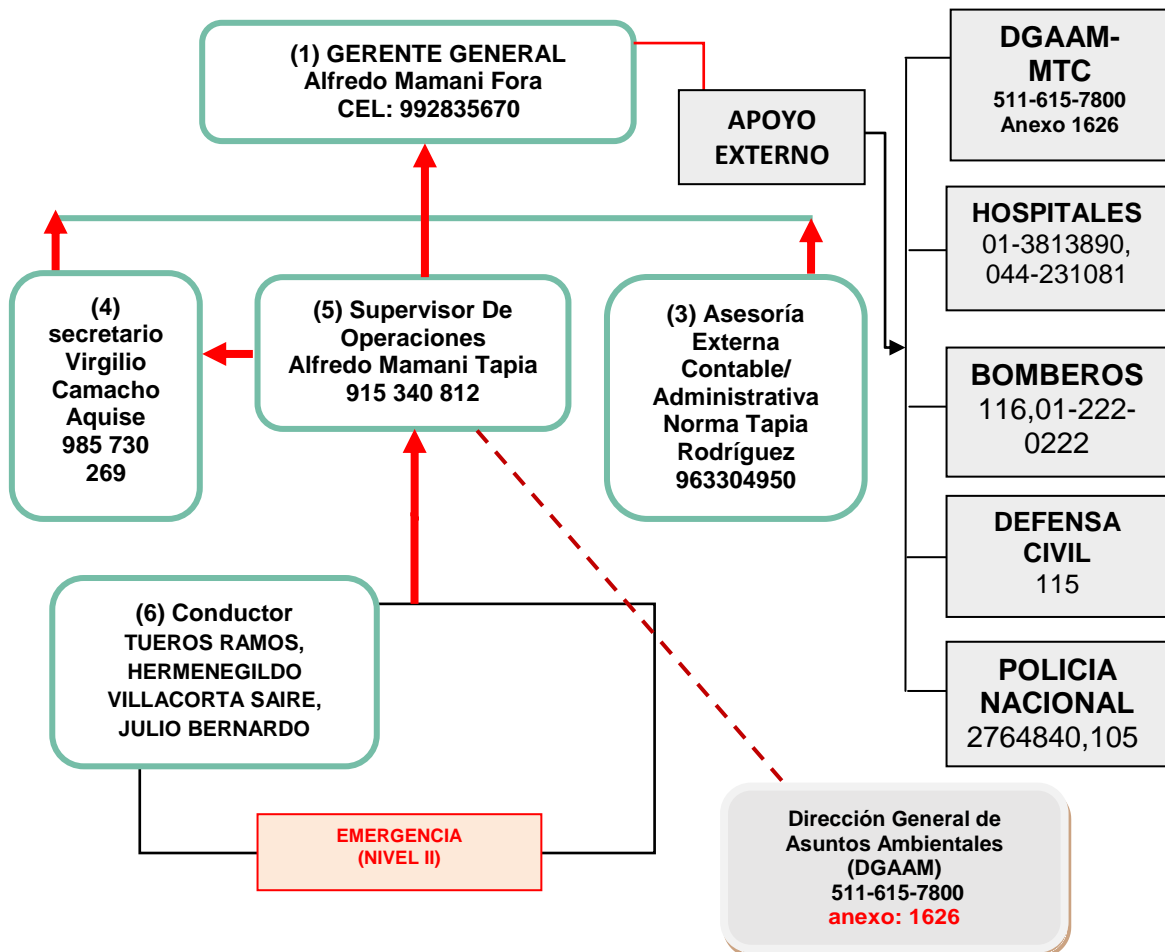 (1) GERENTE GENERAL
Alfredo Mamani Fora
CEL: 992835670
APOYO
EXTERNO
DGAAM-
MTC
511-615-7800
Anexo 1626
HOSPITALES
01-3813890,
044-231081
BOMBEROS
116,01-222-
0222
DEFENSA
CIVIL
115
POLICIA
NACIONAL
2764840,105
(4)
secretario
Virgilio
Camacho
Aquise
985 730
269
(5) Supervisor De
Operaciones
Alfredo Mamani Tapia
915 340 812
(3) Asesoría
Externa
Contable/
Administrativa
Norma Tapia
Rodríguez
963304950
(6) Conductor
TUEROS RAMOS,
HERMENEGILDO
VILLACORTA SAIRE,
JULIO BERNARDO
EMERGENCIA
(NIVEL II)
Dirección General de
Asuntos Ambientales
(DGAAM)
511-615-7800
anexo: 1626